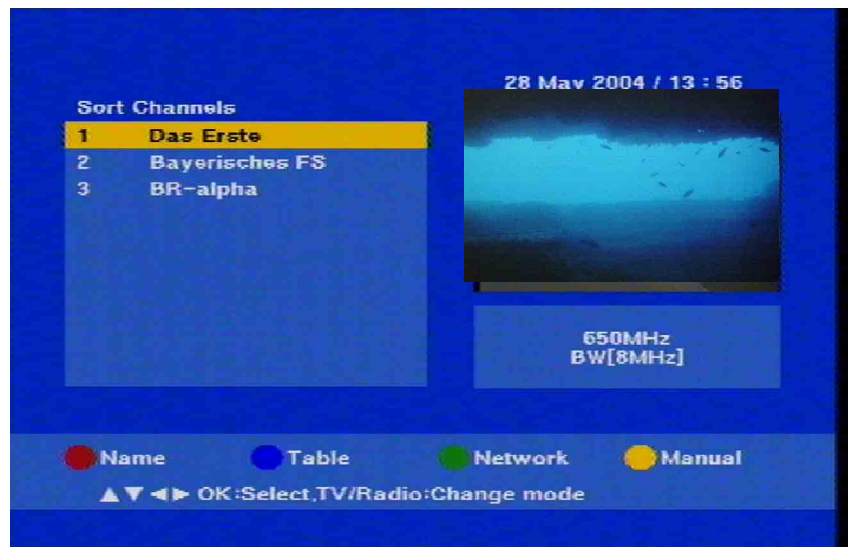 28 May 2004 / 13 : 56
Sort Channels
1 Das Erste
2 Bayerisches FS
3 BR-alpha
650MHz
BW[8MHz]
Name Table Network Manual
▲▼◄► OK:Select,TV/Radio:Change mode